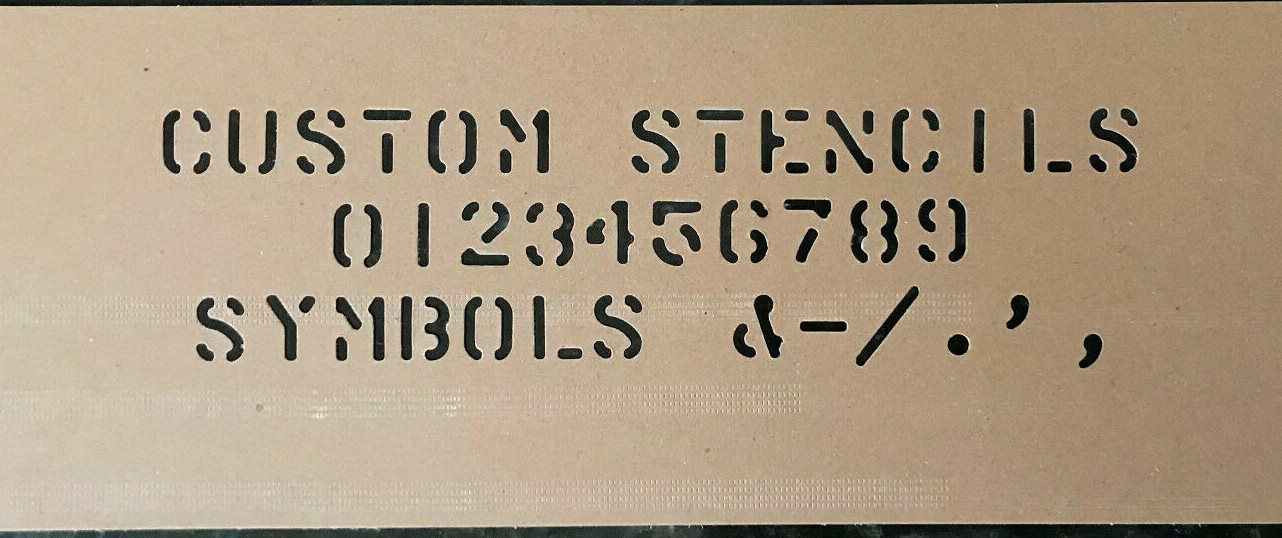 CUSTOM STENCILS
0123456789
SYMBOLS &-/.’,